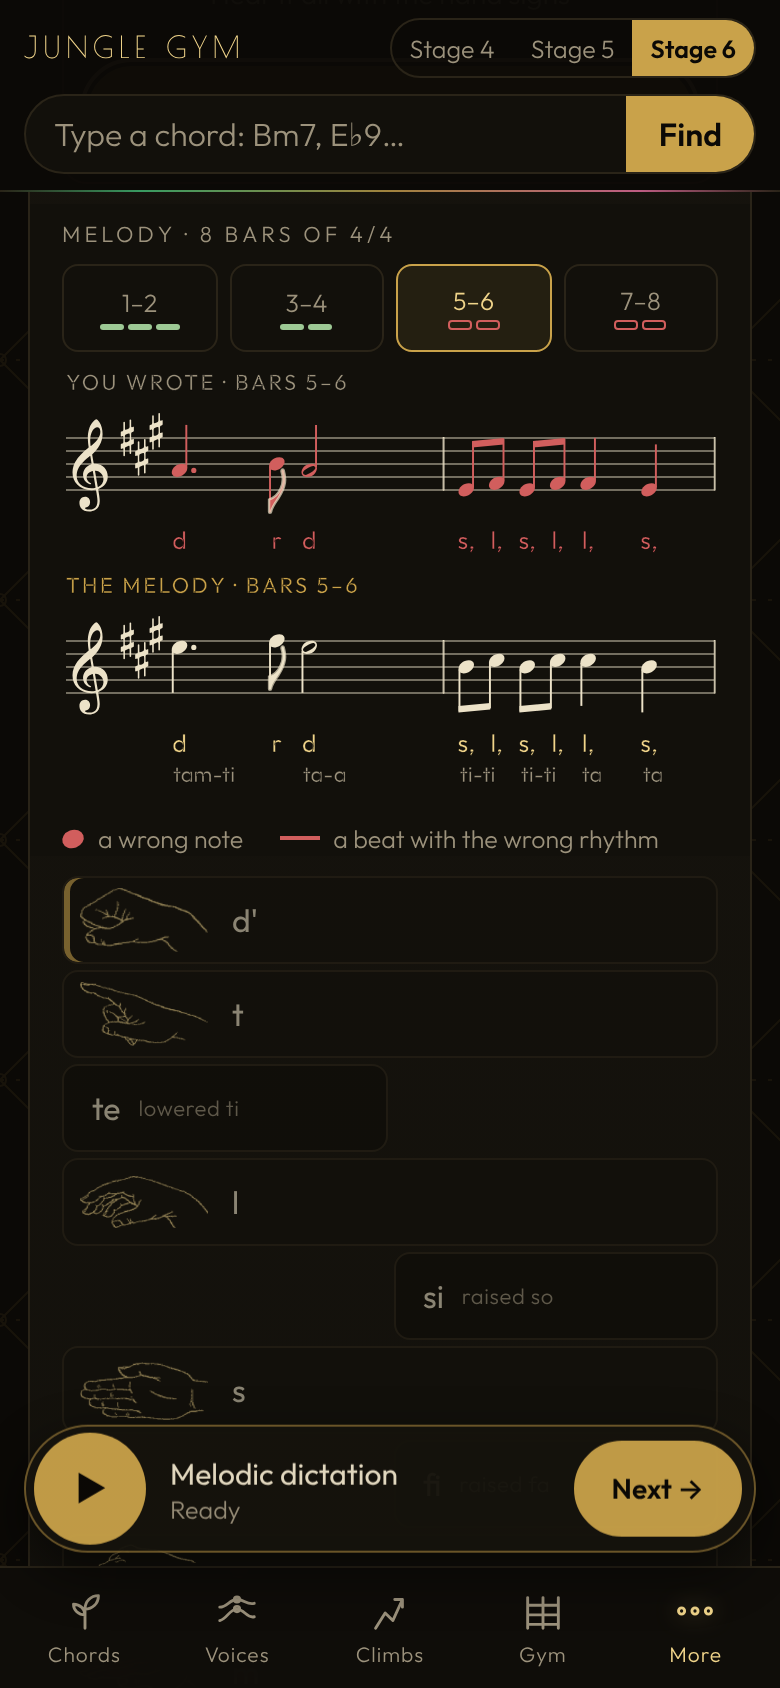 JUNGLE GYM
Stage 4 Stage 5 Stage 6
Type a chord: Bm7, E♭9...
Find
MELODY · 8 BARS OF 4/4
1–2 3–4 5–6 7–8
YOU WROTE · BARS 5–6
d r d s, l, s, l, l, s,
THE MELODY · BARS 5–6
d r d s, l, s, l, l, s,
tam-ti ta-a ti-ti ti-ti ta ta
a wrong note a beat with the wrong rhythm
d'
t
te lowered ti
l
si raised so
s
fi raised fa
Melodic dictation
Ready
Next →
Chords Voices Climbs Gym More